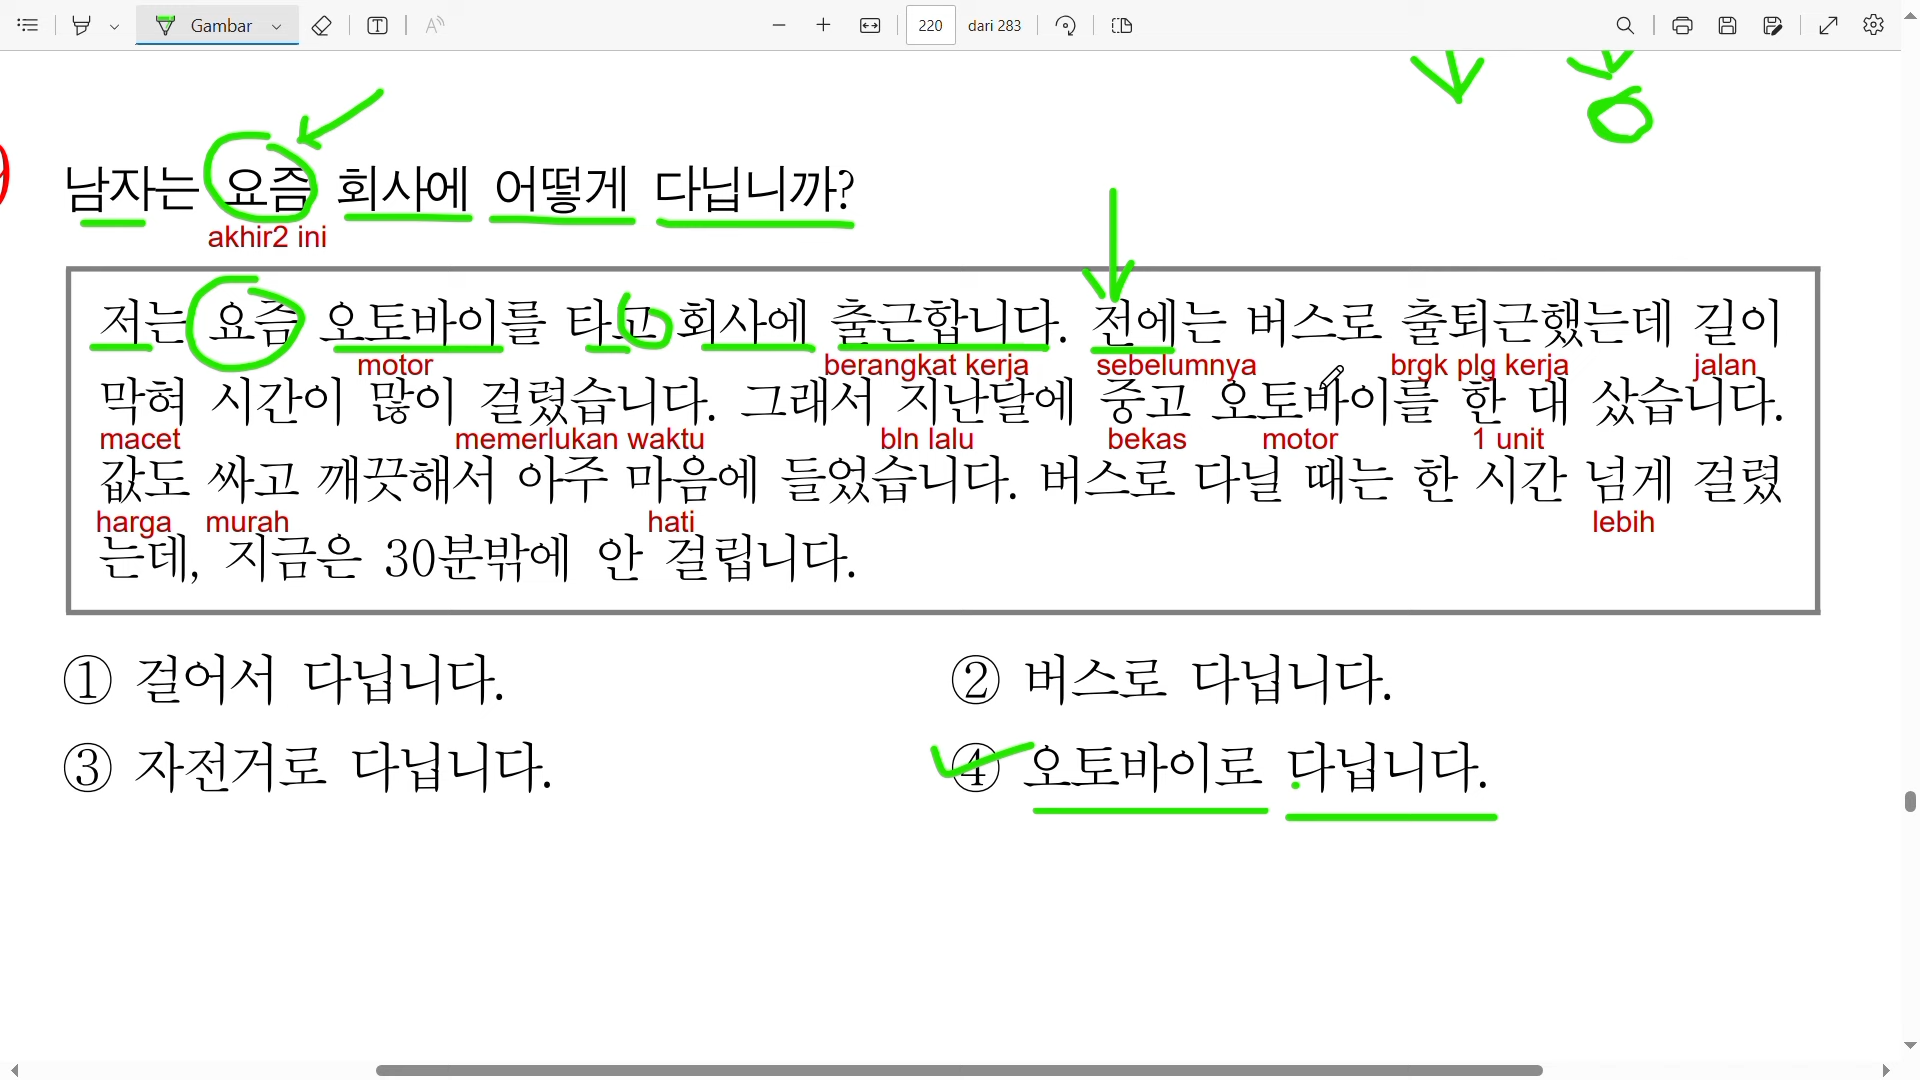 Gambar 220 dari 283
남자는 요즘 회사에 어떻게 다닙니까?
akhir2 ini
저는 요즘 오토바이를 타고 회사에 출근합니다. 전에는 버스로 출퇴근했는데 길이
motor berangkat kerja sebelumnya brgk plg kerja jalan
막혀 시간이 많이 걸렸습니다. 그래서 지난달에 중고 오토바이를 한 대 샀습니다.
macet memerlukan waktu bln lalu bekas motor 1 unit
값도 싸고 깨끗해서 아주 마음에 들었습니다. 버스로 다닐 때는 한 시간 넘게 걸렸
harga murah hati lebih
는데, 지금은 30분밖에 안 걸립니다.
① 걸어서 다닙니다. ② 버스로 다닙니다.
③ 자전거로 다닙니다. ④ 오토바이로 다닙니다.